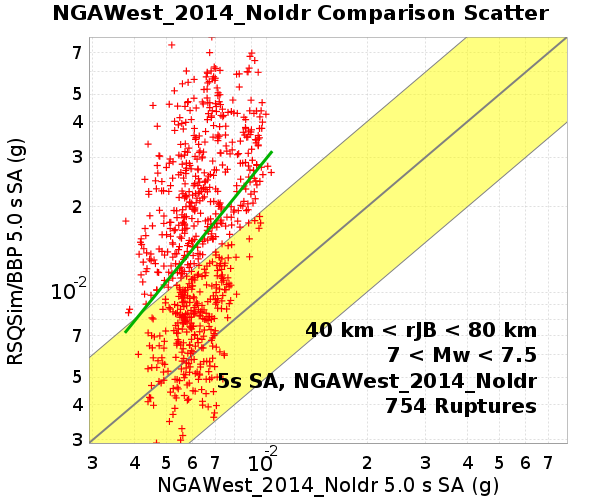 NGAWest_2014_NoIdr Comparison Scatter
RSQSim/BBP 5.0 s SA (g)
7
5
4
3
2
10-2
7
5
4
3
40 km < rJB < 80 km
7 < Mw < 7.5
5s SA, NGAWest_2014_NoIdr
754 Ruptures
3 4 5 6 7 10-2 2 3 4 5 6 7
NGAWest_2014_NoIdr 5.0 s SA (g)